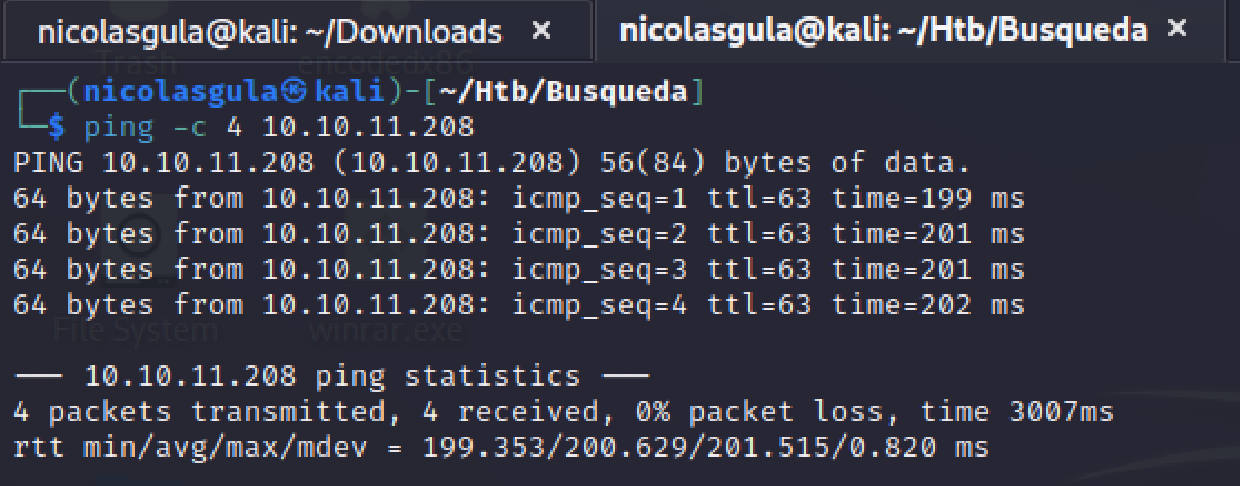 nicolasgula@kali: ~/Downloads × nicolasgula@kali: ~/Htb/Busqueda ×
Trash encodedx86
┌──(nicolasgula㉿kali)-[~/Htb/Busqueda]
└─$ ping -c 4 10.10.11.208
PING 10.10.11.208 (10.10.11.208) 56(84) bytes of data.
64 bytes from 10.10.11.208: icmp_seq=1 ttl=63 time=199 ms
64 bytes from 10.10.11.208: icmp_seq=2 ttl=63 time=201 ms
64 bytes from 10.10.11.208: icmp_seq=3 ttl=63 time=201 ms
64 bytes from 10.10.11.208: icmp_seq=4 ttl=63 time=202 ms
File System winrar.exe
--- 10.10.11.208 ping statistics ---
4 packets transmitted, 4 received, 0% packet loss, time 3007ms
rtt min/avg/max/mdev = 199.353/200.629/201.515/0.820 ms